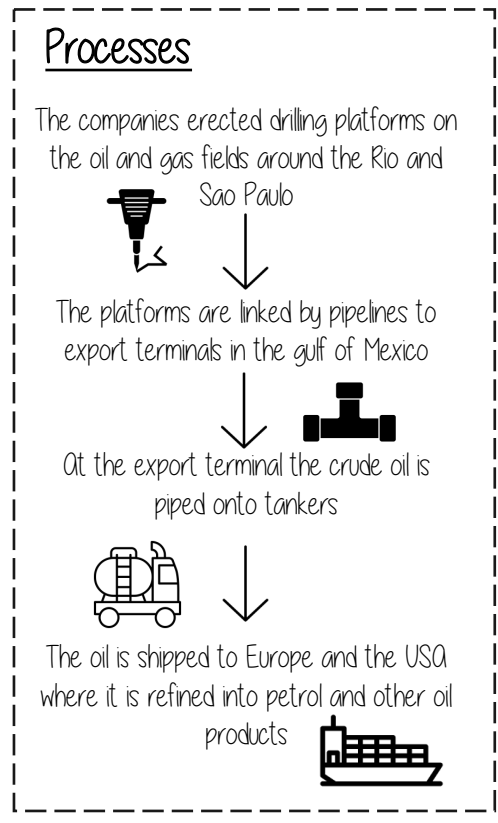 Processes
The companies erected drilling platforms on
the oil and gas fields around the Rio and
Sao Paulo
The platforms are linked by pipelines to
export terminals in the gulf of Mexico
At the export terminal the crude oil is
piped onto tankers
The oil is shipped to Europe and the USA
where it is refined into petrol and other oil
products